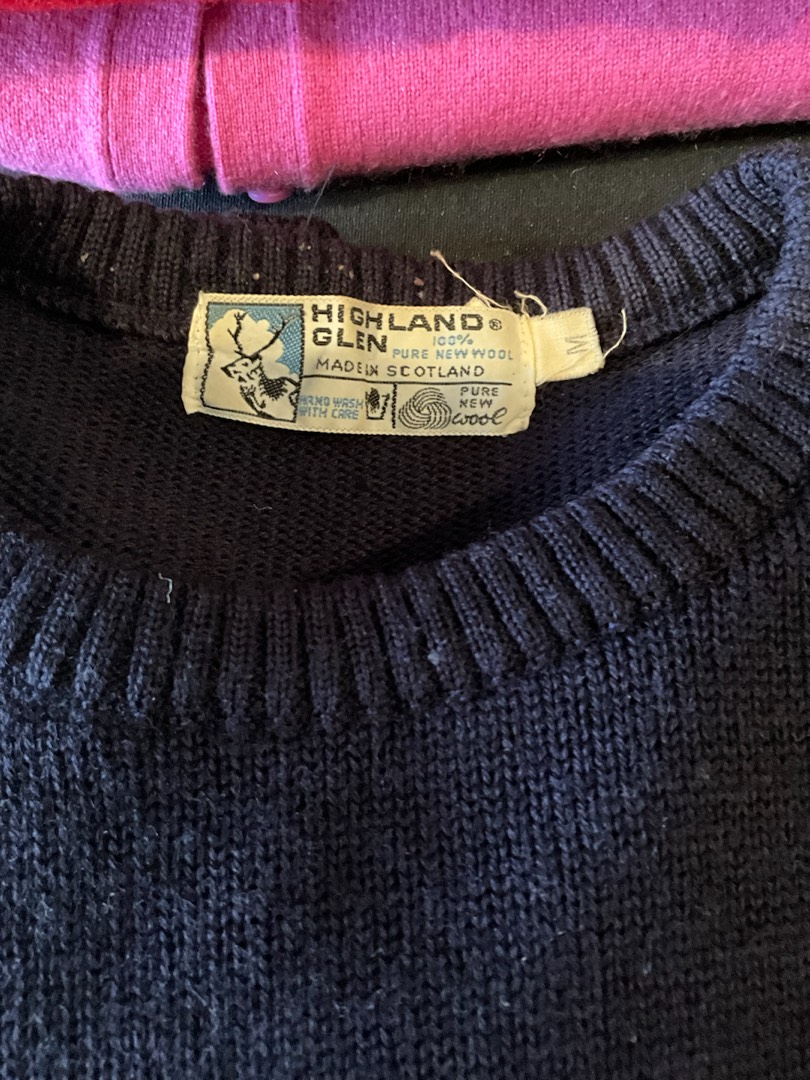 HIGHLAND®
GLEN 100%
PURE NEW WOOL
MADE IN SCOTLAND
HAND WASH
WITH CARE
PURE
NEW
wool
M